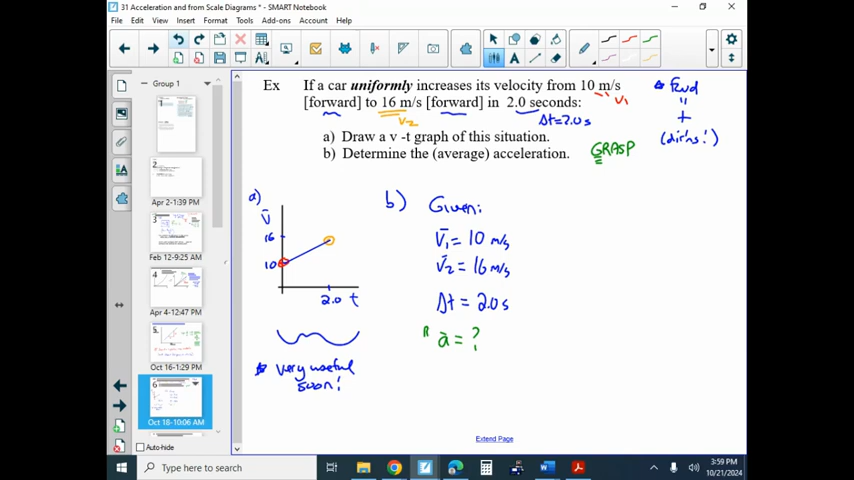 31 Acceleration and from Scale Diagrams * - SMART Notebook
File Edit View Insert Format Tools Add-ons Account Help
Group 1
2
Apr 2-1:39 PM
3
Feb 12-9:25 AM
4
Apr 4-12:47 PM
5
Oct 16-1:29 PM
6
Oct 18-10:06 AM
Auto-hide
Ex If a car uniformly increases its velocity from 10 m/s
[forward] to 16 m/s [forward] in 2.0 seconds:
V1
V2
Δt=2.0s
Fwd
"
+
(dir'ns!)
a) Draw a v -t graph of this situation.
b) Determine the (average) acceleration.
GRASP
a)
V
16
10
2.0 t
very useful
soon!
b) Given:
V1 = 10 m/s
V2 = 16 m/s
Δt = 2.0 s
R a = ?
Extend Page
Type here to search
3:59 PM
10/21/2024